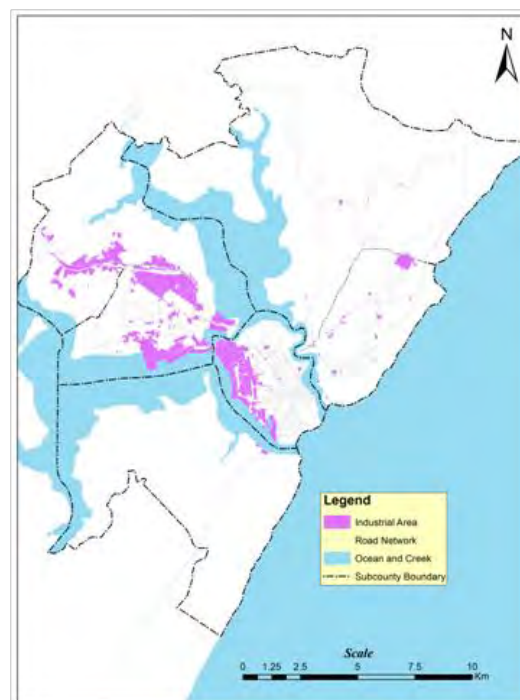 N
Legend
Industrial Area
Road Network
Ocean and Creek
Subcounty Boundary
Scale
0 1.25 2.5 5 7.5 10
Km